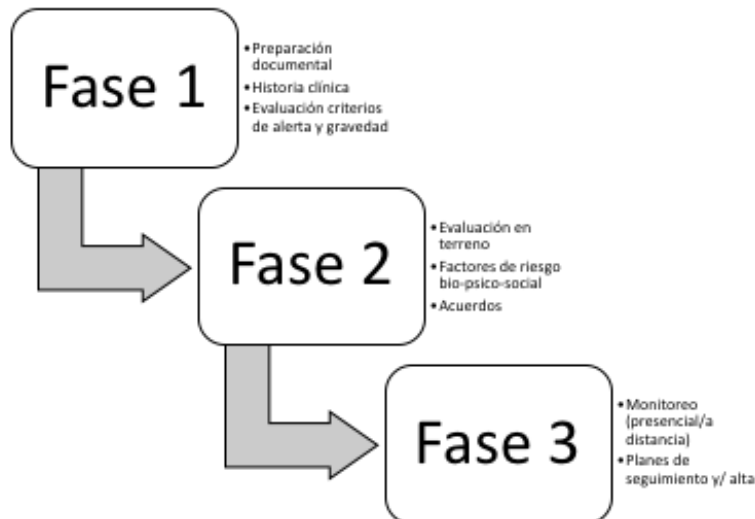 Fase 1
•Preparación
documental
•Historia clínica
•Evaluación criterios
de alerta y gravedad
Fase 2
•Evaluación en
terreno
•Factores de riesgo
bio-psico-social
•Acuerdos
Fase 3
•Monitoreo
(presencial/a
distancia)
•Planes de
seguimiento y/ alta